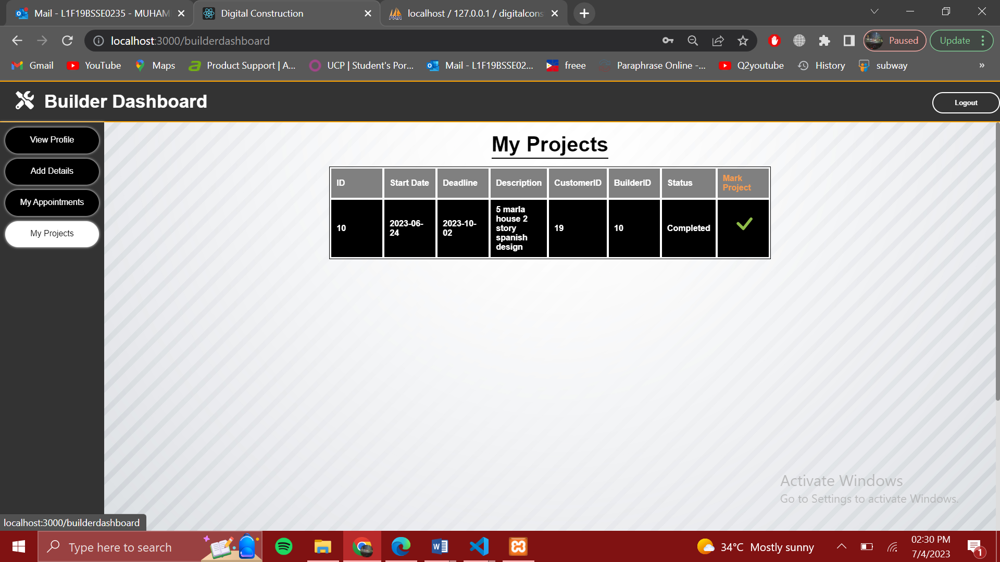 Mail - L1F19BSSE0235 - MUHAM
Digital Construction
localhost / 127.0.0.1 / digitalcons
localhost:3000/builderdashboard
Paused
Update
Gmail
YouTube
Maps
Product Support | A...
UCP | Student's Por...
Mail - L1F19BSSE02...
freee
Paraphrase Online -...
Q2youtube
History
subway
»
Builder Dashboard
Logout
View Profile
Add Details
My Appointments
My Projects
My Projects
ID
Start Date
Deadline
Description
CustomerID
BuilderID
Status
Mark
Project
10
2023-06-
24
2023-10-
02
5 marla
house 2
story
spanish
design
19
10
Completed
Activate Windows
Go to Settings to activate Windows.
localhost:3000/builderdashboard
Type here to search
34°C Mostly sunny
02:30 PM
7/4/2023
1